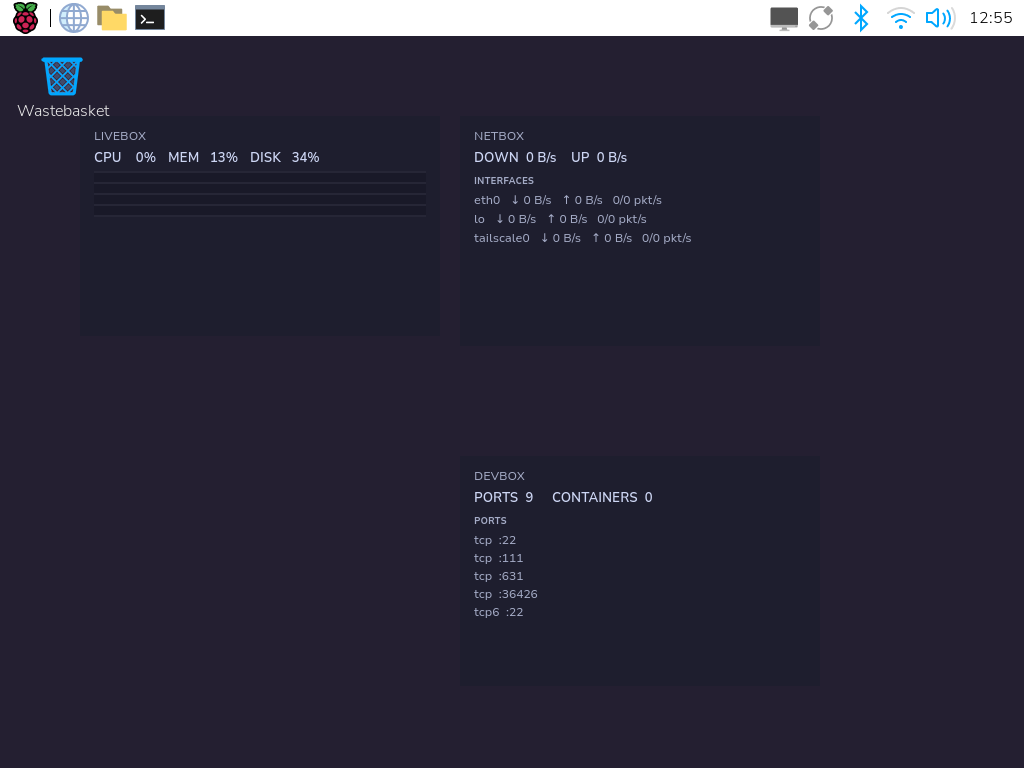 12:55
Wastebasket
LIVEBOX
CPU 0% MEM 13% DISK 34%
NETBOX
DOWN 0 B/s UP 0 B/s
INTERFACES
eth0 ↓ 0 B/s ↑ 0 B/s 0/0 pkt/s
lo ↓ 0 B/s ↑ 0 B/s 0/0 pkt/s
tailscale0 ↓ 0 B/s ↑ 0 B/s 0/0 pkt/s
DEVBOX
PORTS 9 CONTAINERS 0
PORTS
tcp :22
tcp :111
tcp :631
tcp :36426
tcp6 :22